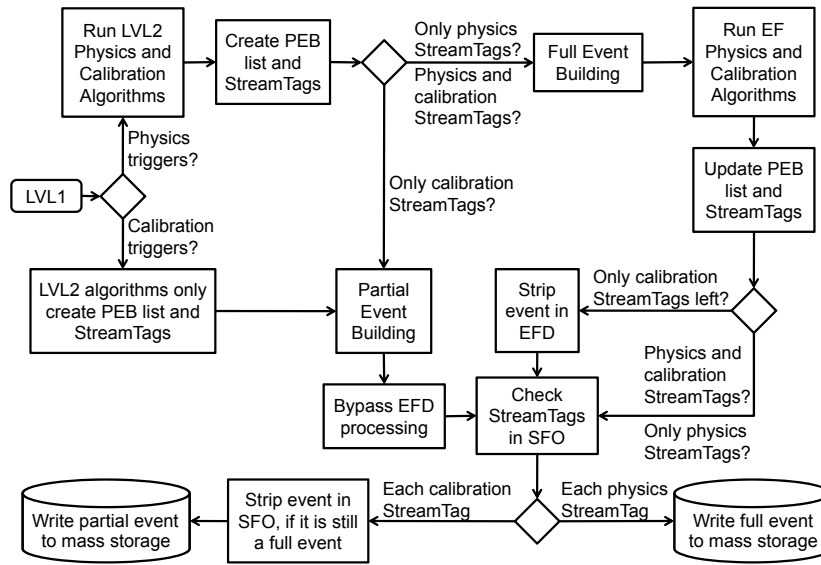 Run LVL2
Physics and
Calibration
Algorithms
Create PEB
list and
StreamTags
Only physics
StreamTags?
Physics and
calibration
StreamTags?
Full Event
Building
Run EF
Physics and
Calibration
Algorithms
Physics
triggers?
LVL1
Calibration
triggers?
Only calibration
StreamTags?
Update PEB
list and
StreamTags
LVL2 algorithms only
create PEB list and
StreamTags
Partial
Event
Building
Strip
event in
EFD
Only calibration
StreamTags left?
Physics and
calibration
StreamTags?
Only physics
StreamTags?
Bypass EFD
processing
Check
StreamTags
in SFO
Write partial event
to mass storage
Strip event in
SFO, if it is still
a full event
Each calibration
StreamTag
Each physics
StreamTag
Write full event
to mass storage